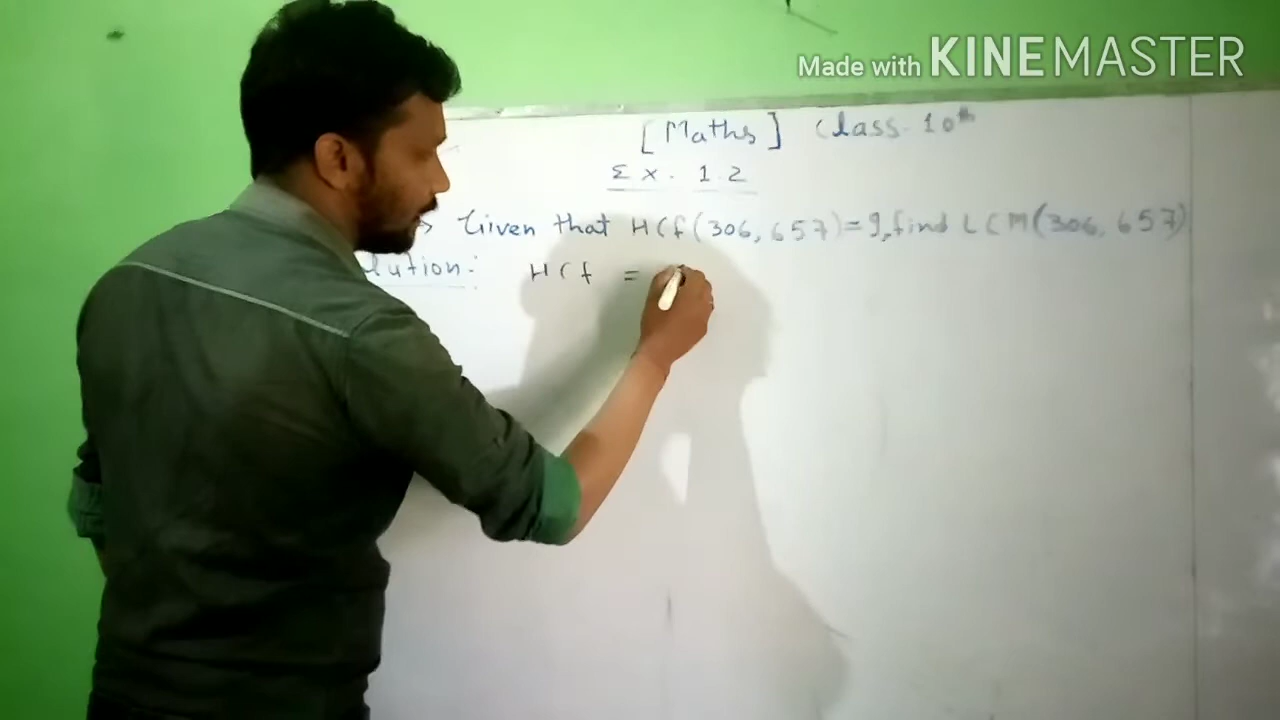 Made with KINEMASTER
[Maths] Class-10th
Ex. 1.2
→ Given that HCf(306, 657)=9, find LCM(306, 657)
lution: HCf =